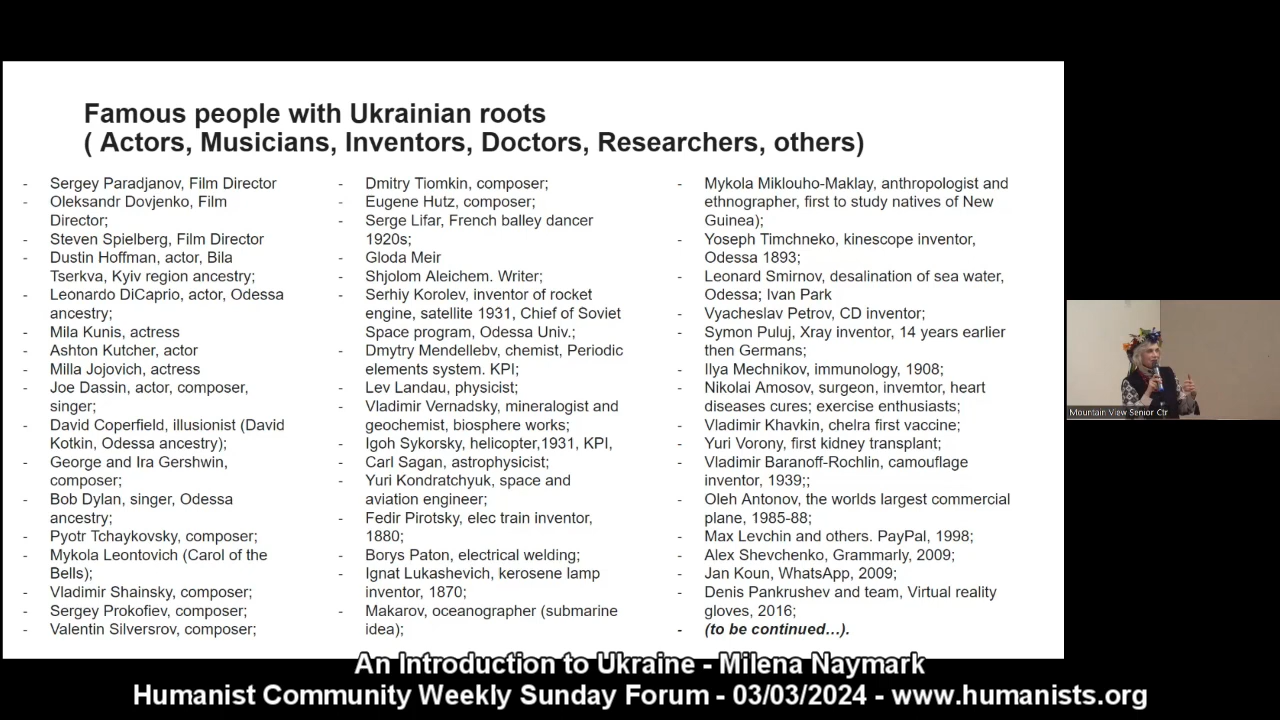 Famous people with Ukrainian roots
( Actors, Musicians, Inventors, Doctors, Researchers, others)
- Sergey Paradjanov, Film Director
- Oleksandr Dovjenko, Film
Director;
- Steven Spielberg, Film Director
- Dustin Hoffman, actor, Bila
Tserkva, Kyiv region ancestry;
- Leonardo DiCaprio, actor, Odessa
ancestry;
- Mila Kunis, actress
- Ashton Kutcher, actor
- Milla Jojovich, actress
- Joe Dassin, actor, composer,
singer;
- David Coperfield, illusionist (David
Kotkin, Odessa ancestry);
- George and Ira Gershwin,
composer;
- Bob Dylan, singer, Odessa
ancestry;
- Pyotr Tchaykovsky, composer;
- Mykola Leontovich (Carol of the
Bells);
- Vladimir Shainsky, composer;
- Sergey Prokofiev, composer;
- Valentin Silversrov, composer;
- Dmitry Tiomkin, composer;
- Eugene Hutz, composer;
- Serge Lifar, French balley dancer
1920s;
- Gloda Meir
- Shjolom Aleichem. Writer;
- Serhiy Korolev, inventor of rocket
engine, satellite 1931, Chief of Soviet
Space program, Odessa Univ.;
- Dmytry Mendellebv, chemist, Periodic
elements system. KPI;
- Lev Landau, physicist;
- Vladimir Vernadsky, mineralogist and
geochemist, biosphere works;
- Igoh Sykorsky, helicopter,1931, KPI,
- Carl Sagan, astrophysicist;
- Yuri Kondratchyuk, space and
aviation engineer;
- Fedir Pirotsky, elec train inventor,
1880;
- Borys Paton, electrical welding;
- Ignat Lukashevich, kerosene lamp
inventor, 1870;
- Makarov, oceanographer (submarine
idea);
- Mykola Miklouho-Maklay, anthropologist and
ethnographer, first to study natives of New
Guinea);
- Yoseph Timchneko, kinescope inventor,
Odessa 1893;
- Leonard Smirnov, desalination of sea water,
Odessa; Ivan Park
- Vyacheslav Petrov, CD inventor;
- Symon Puluj, Xray inventor, 14 years earlier
then Germans;
- Ilya Mechnikov, immunology, 1908;
- Nikolai Amosov, surgeon, invemtor, heart
diseases cures; exercise enthusiasts;
- Vladimir Khavkin, chelra first vaccine;
- Yuri Vorony, first kidney transplant;
- Vladimir Baranoff-Rochlin, camouflage
inventor, 1939;;
- Oleh Antonov, the worlds largest commercial
plane, 1985-88;
- Max Levchin and others. PayPal, 1998;
- Alex Shevchenko, Grammarly, 2009;
- Jan Koun, WhatsApp, 2009;
- Denis Pankrushev and team, Virtual reality
gloves, 2016;
- (to be continued…).
Mountain View Senior Ctr
An Introduction to Ukraine - Milena Naymark
Humanist Community Weekly Sunday Forum - 03/03/2024 - www.humanists.org